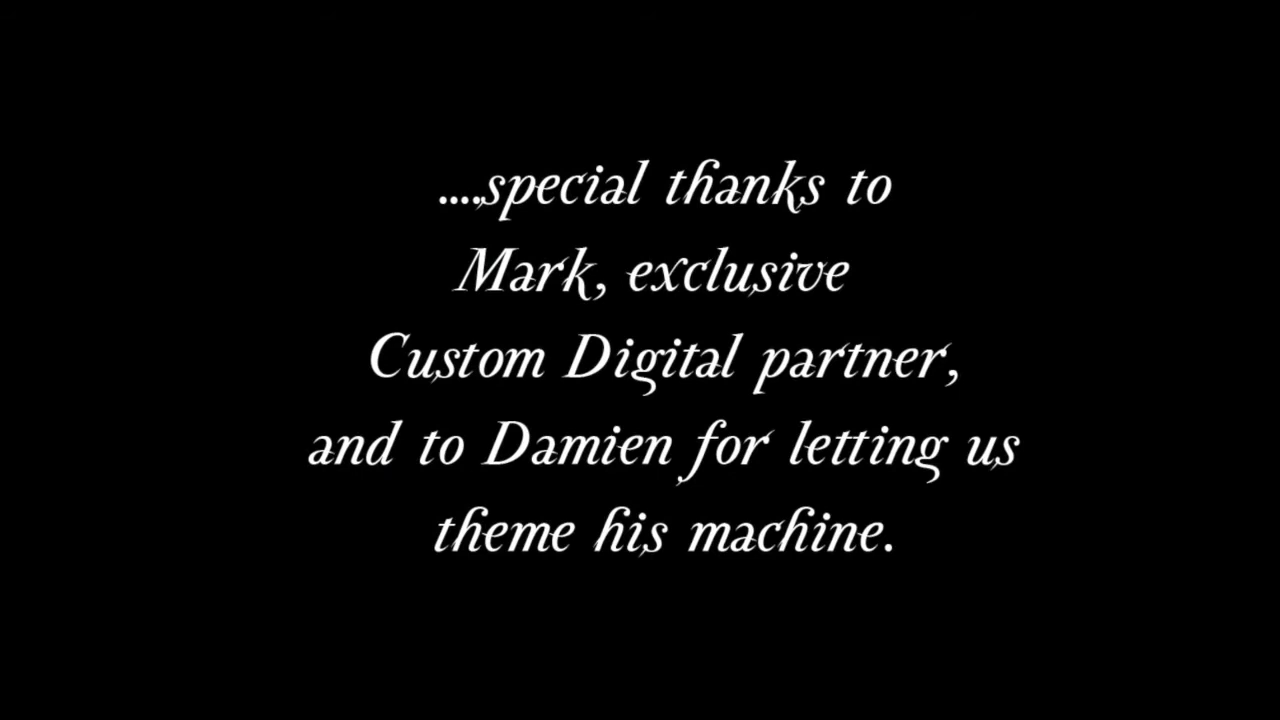 ....special thanks to
Mark, exclusive
Custom Digital partner,
and to Damien for letting us
theme his machine.